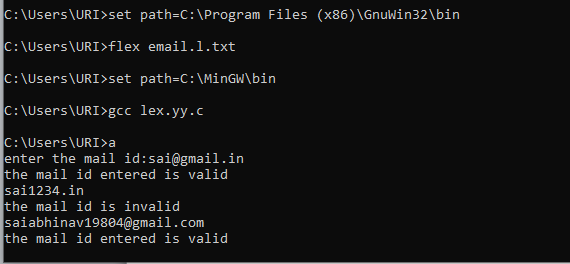 C:\Users\URI>set path=C:\Program Files (x86)\GnuWin32\bin
C:\Users\URI>flex email.l.txt
C:\Users\URI>set path=C:\MinGW\bin
C:\Users\URI>gcc lex.yy.c
C:\Users\URI>a
enter the mail id:sai@gmail.in
the mail id entered is valid
sai1234.in
the mail id is invalid
saiabhinav19804@gmail.com
the mail id entered is valid